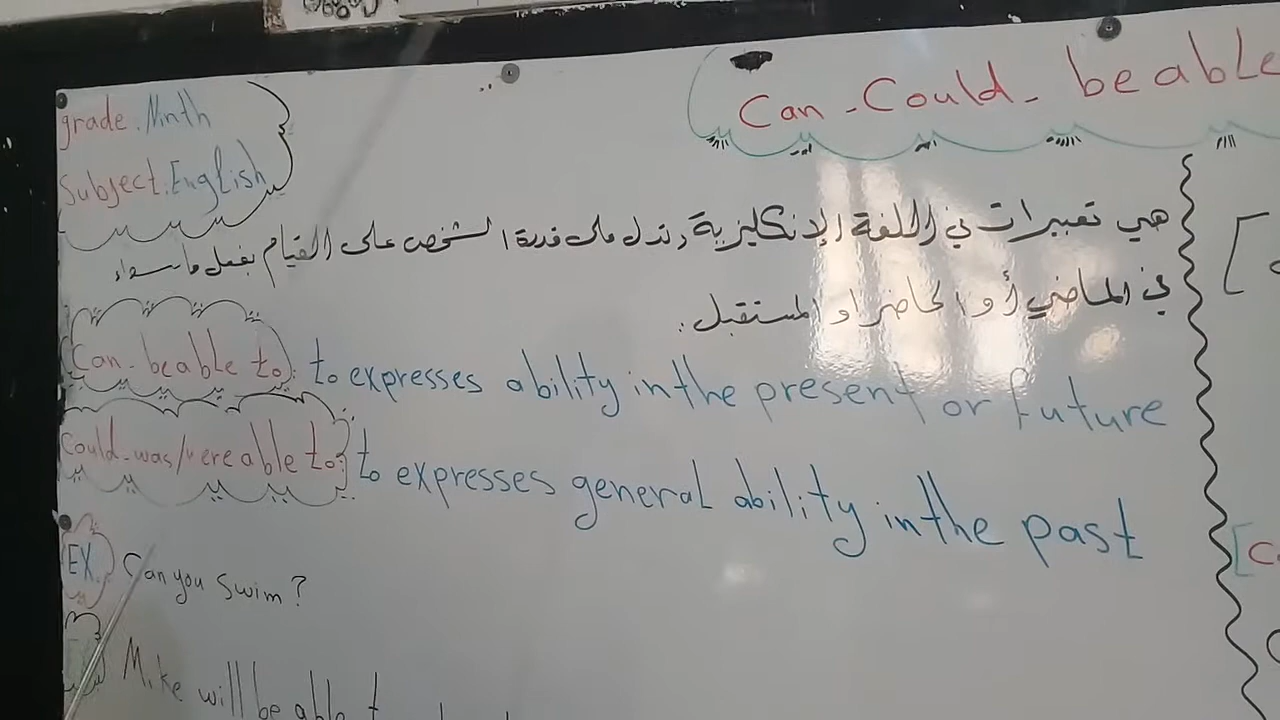 grade.Ninth
Subject.English
Can - Could - be able
هي تعبيرات في اللغة الإنكليزية وتدل على قدرة الشخص على القيام بفعل ما سواء
في الماضي أو الحاضر او المستقبل.
Can - be able to: to expresses ability in the present or future
Could - was/were able to: to expresses general ability in the past
EX. Can you swim?
Mike will be able t